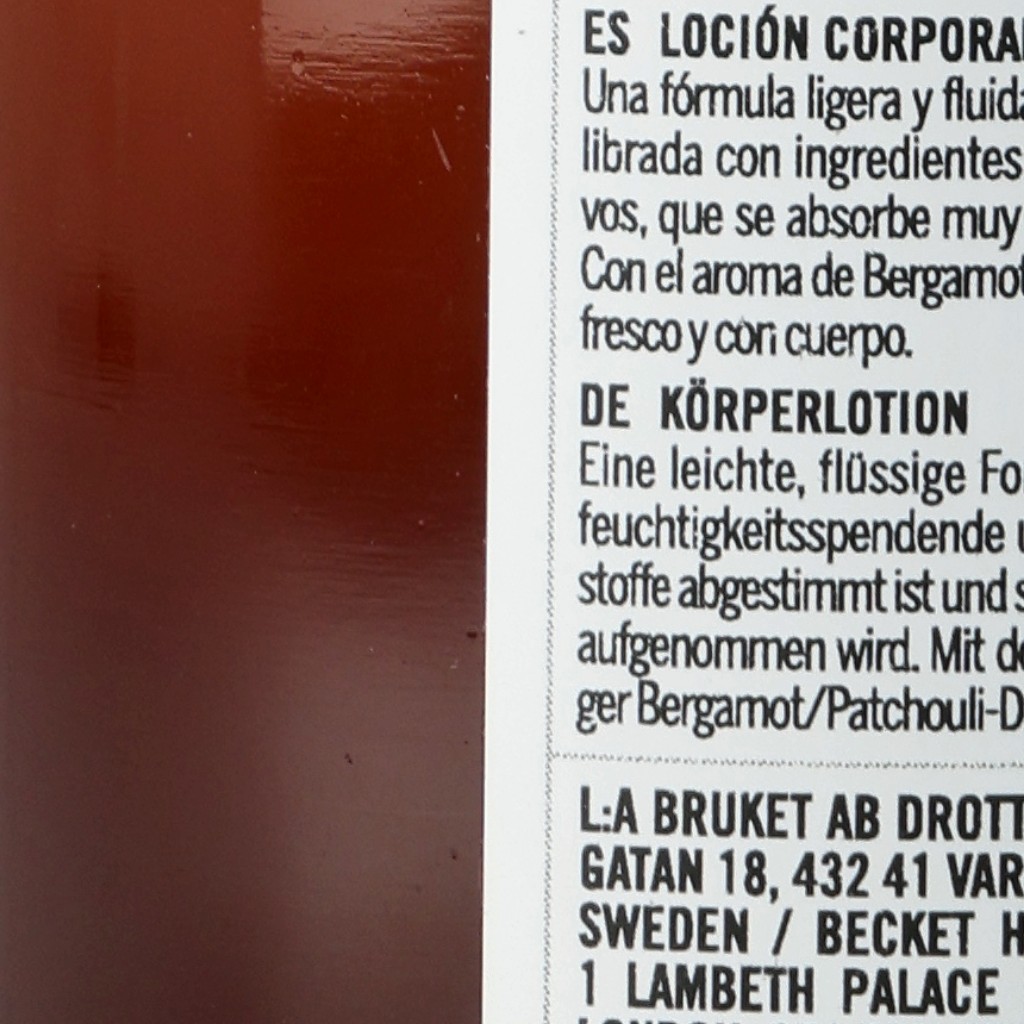 ES LOCIÓN CORPORA
Una fórmula ligera y fluida
librada con ingredientes
vos, que se absorbe muy
Con el aroma de Bergamot
fresco y con cuerpo.
DE KÖRPERLOTION
Eine leichte, flüssige Fo
feuchtigkeitsspendende u
stoffe abgestimmt ist und s
aufgenommen wird. Mit de
ger Bergamot/Patchouli-D
L:A BRUKET AB DROTT
GATAN 18, 432 41 VAR
SWEDEN / BECKET H
1 LAMBETH PALACE